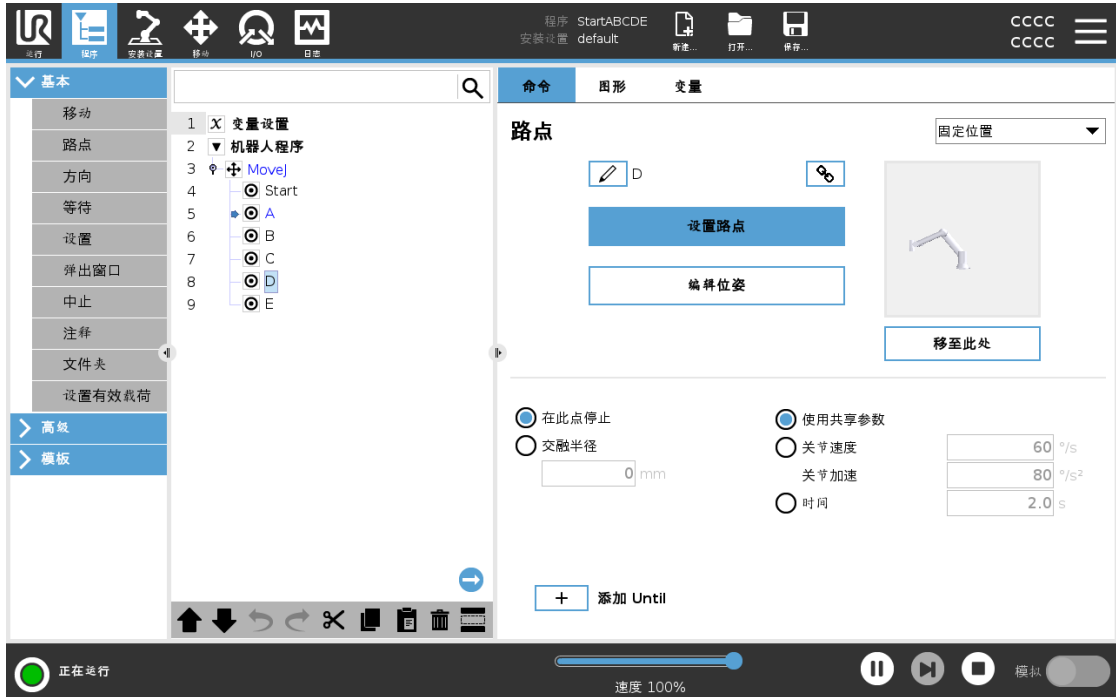 UR
运行
程序
安装设置
移动
I/O
日志
程序 StartABCDE
安装设置 default
新建...
打开...
保存...
CCCC
CCCC
基本
移动
路点
方向
等待
设置
弹出窗口
中止
注释
文件夹
设置有效载荷
高级
模板
1 X 变量设置
2 机器人程序
3 MoveJ
4 Start
5 A
6 B
7 C
8 D
9 E
命令
图形
变量
路点
固定位置
D
设置路点
编辑位姿
移至此处
在此点停止
交融半径
0 mm
使用共享参数
关节速度 60 °/s
关节加速 80 °/s²
时间 2.0 s
+ 添加 Until
正在运行
速度 100%
模拟